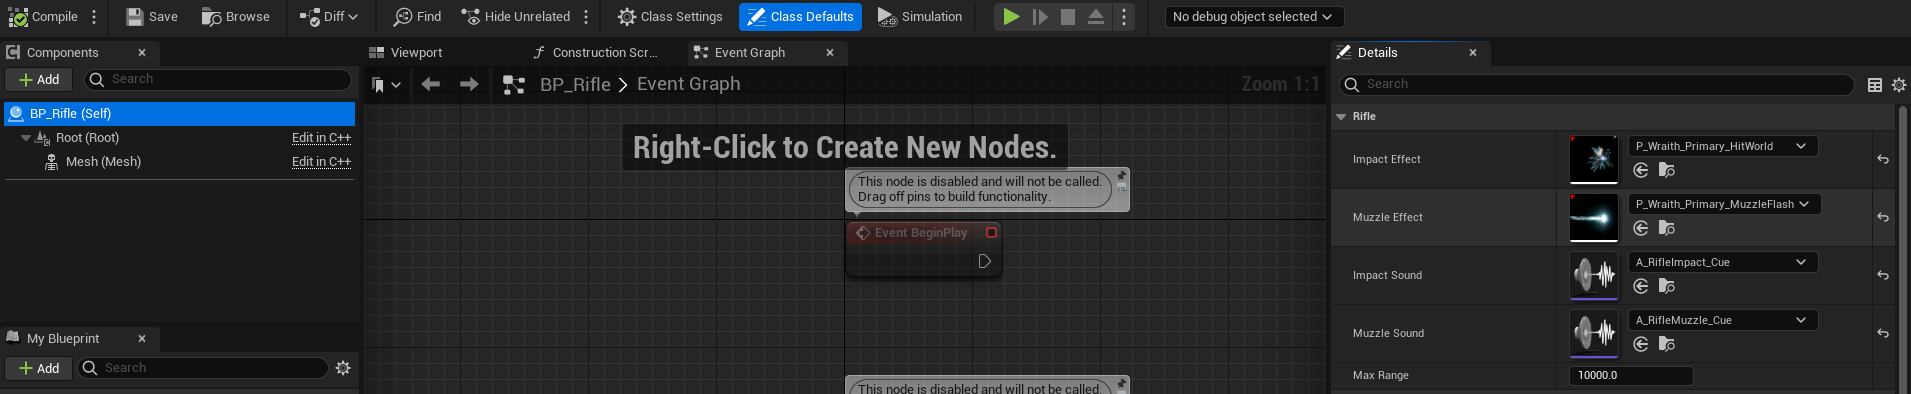 Compile
Save
Browse
Diff
Find
Hide Unrelated
Class Settings
Class Defaults
Simulation
No debug object selected
Components
Add
Search
BP_Rifle (Self)
Root (Root)
Edit in C++
Mesh (Mesh)
Edit in C++
My Blueprint
Add
Search
Viewport
Construction Scr...
Event Graph
BP_Rifle > Event Graph
Zoom 1:1
Right-Click to Create New Nodes.
This node is disabled and will not be called.
Drag off pins to build functionality.
Event BeginPlay
This node is disabled and will not be called.
Details
Search
Rifle
Impact Effect
P_Wraith_Primary_HitWorld
Muzzle Effect
P_Wraith_Primary_MuzzleFlash
Impact Sound
A_RifleImpact_Cue
Muzzle Sound
A_RifleMuzzle_Cue
Max Range
10000.0